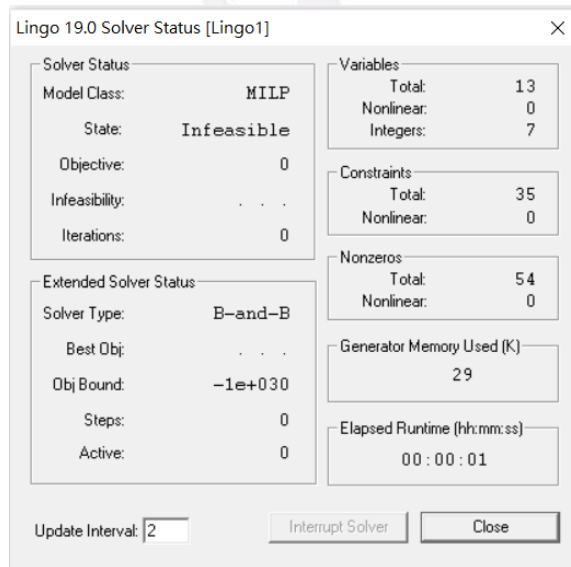 Lingo 19.0 Solver Status [Lingo1]
Solver Status
Model Class: MILP
State: Infeasible
Objective: 0
Infeasibility: . . .
Iterations: 0
Extended Solver Status
Solver Type: B-and-B
Best Obj: . . .
Obj Bound: -1e+030
Steps: 0
Active: 0
Variables
Total: 13
Nonlinear: 0
Integers: 7
Constraints
Total: 35
Nonlinear: 0
Nonzeros
Total: 54
Nonlinear: 0
Generator Memory Used (K)
29
Elapsed Runtime (hh:mm:ss)
00:00:01
Update Interval: 2
Interrupt Solver
Close